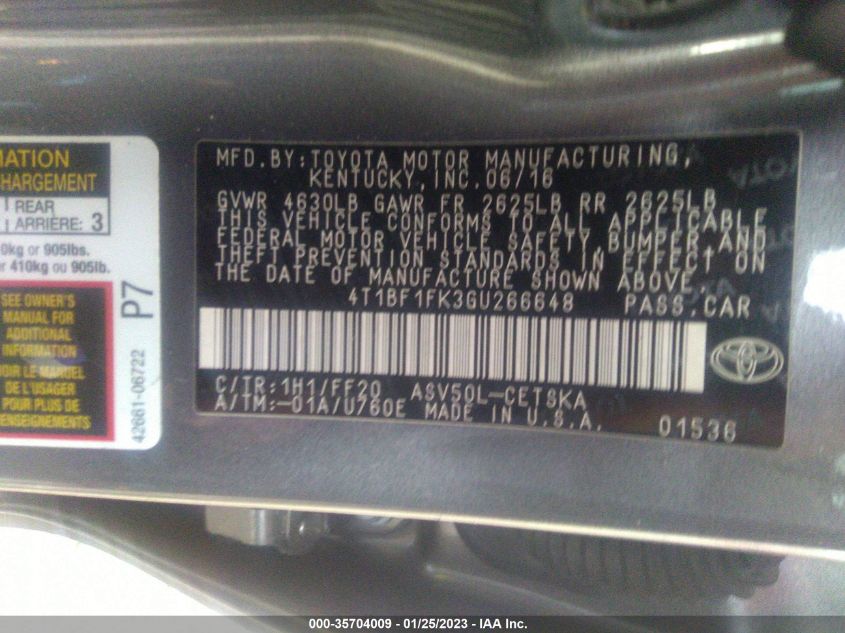 MATION
CHARGEMENT
REAR
ARRIÈRE: 3
0kg or 905lbs.
r 410kg ou 905lb.
SEE OWNER'S
MANUAL FOR
ADDITIONAL
INFORMATION
VOIR LE MANUEL
DE L'USAGER
POUR PLUS DE
RENSEIGNEMENTS
P7
42661-06722
MFD.BY:TOYOTA MOTOR MANUFACTURING,
KENTUCKY,INC.06/16
GVWR 4630LB GAWR FR 2625LB RR 2625LB
THIS VEHICLE CONFORMS TO ALL APPLICABLE
FEDERAL MOTOR VEHICLE SAFETY,BUMPER,AND
THEFT PREVENTION STANDARDS IN EFFECT ON
THE DATE OF MANUFACTURE SHOWN ABOVE.
4T1BF1FK3GU266648 PASS.CAR
C/TR:1H1/FF20 ASV50L-CETSKA
A/TM:-01A/U760E MADE IN U.S.A. 01536
000-35704009 - 01/25/2023 - IAA Inc.